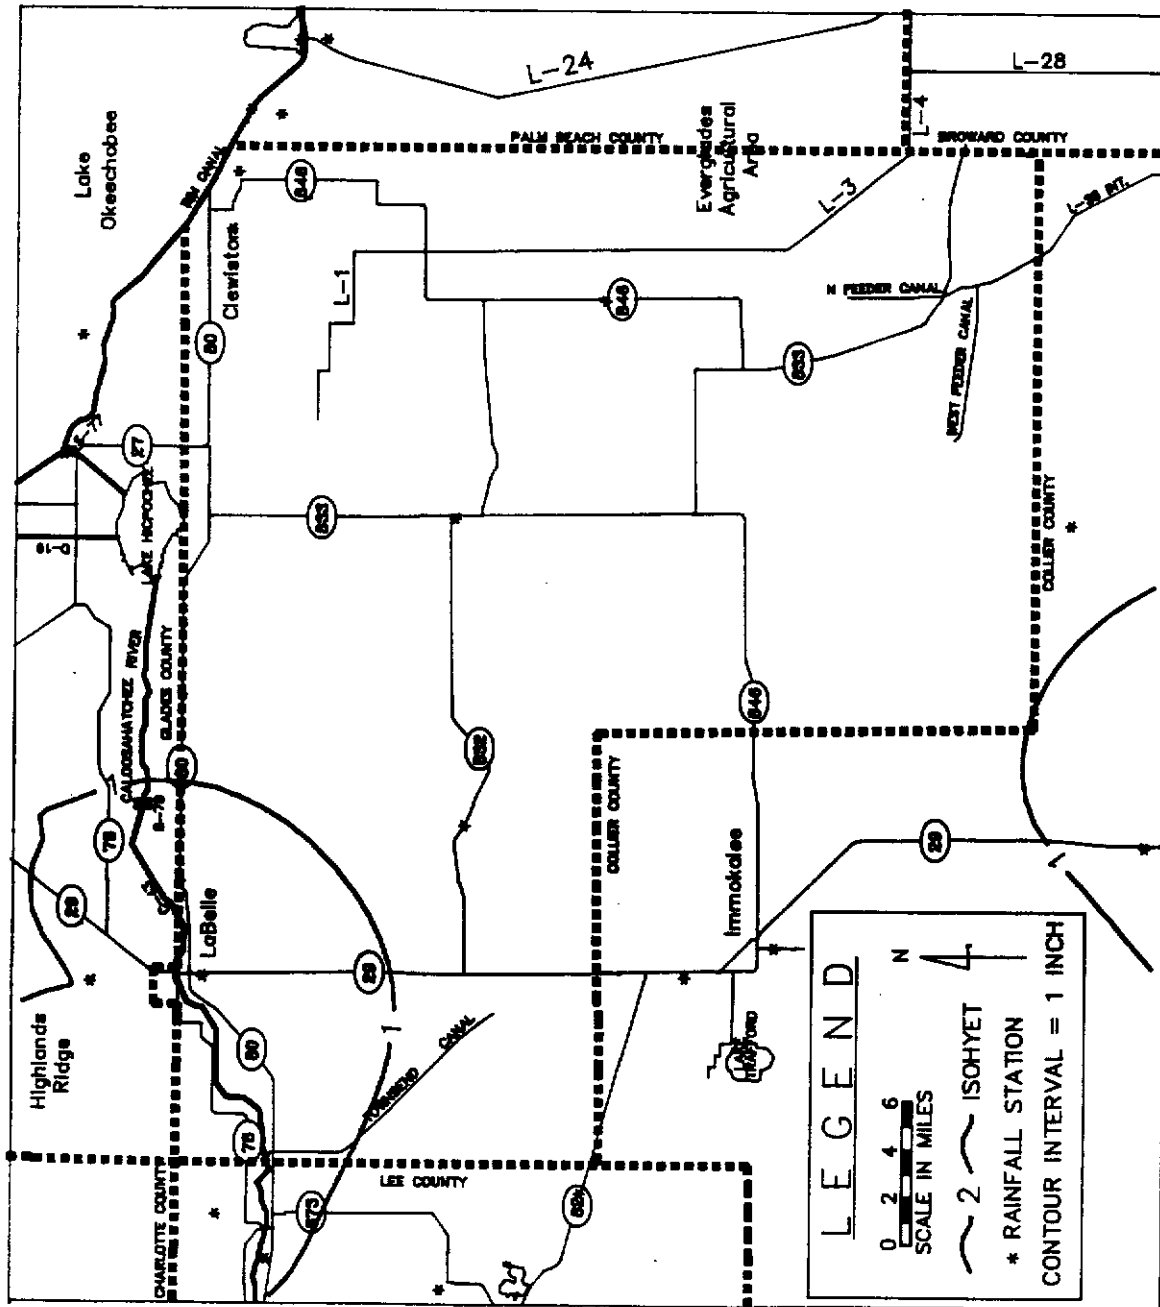 Lake
Okeechobee
RIM CANAL
L-24
L-28
L-4
PALM BEACH COUNTY
BROWARD COUNTY
Everglades
Agricultural
Area
846
Clewiston
80
L-1
L-3
L-28 INT.
N FEEDER CANAL
WEST FEEDER CANAL
846
833
27
S-77
LAKE HICPOCHEE
833
COLLIER COUNTY
CALOOSAHATCHEE RIVER
GLADES COUNTY
80
S-78
78
29
832
846
COLLIER COUNTY
LaBelle
Immokalee
29
29
1
1
Highlands
Ridge
80
TOWNSEND CANAL
LAKE
TRAFFORD
78
CHARLOTTE COUNTY
LEE COUNTY
LEGEND
0 2 4 6
SCALE IN MILES
N
2 ISOHYET
* RAINFALL STATION
CONTOUR INTERVAL = 1 INCH